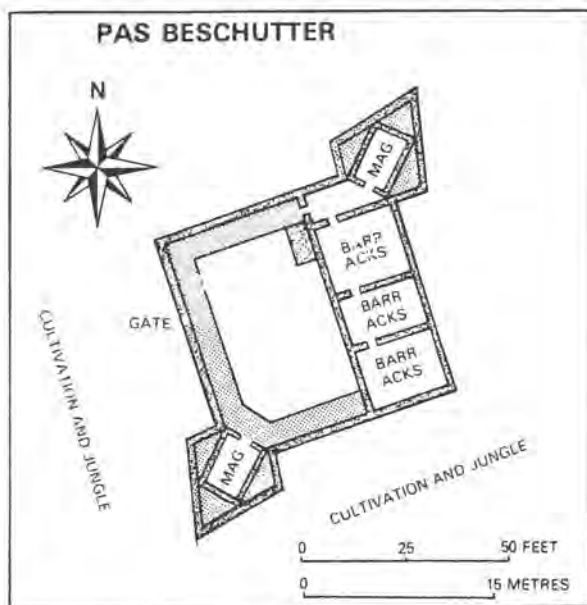 PAS BESCHUTTER
N
MAG
BARR
ACKS
BARR
ACKS
BARR
ACKS
GATE
CULTIVATION AND JUNGLE
MAG
CULTIVATION AND JUNGLE
0 25 50 FEET
0 15 METRES